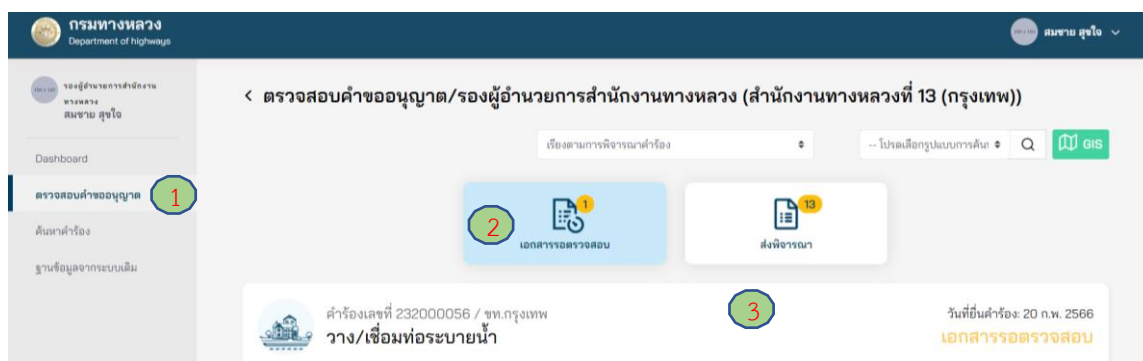 กรมทางหลวง
Department of highways
สมชาย สุขใจ
รองผู้อำนวยการสำนักงาน
ทางหลวง
สมชาย สุขใจ
< ตรวจสอบคำขออนุญาต/รองผู้อำนวยการสำนักงานทางหลวง (สำนักงานทางหลวงที่ 13 (กรุงเทพ))
เรียงตามการพิจารณาคำร้อง
-- โปรดเลือกรูปแบบการค้น
GIS
Dashboard
ตรวจสอบคำขออนุญาต
1
ค้นหาคำร้อง
ฐานข้อมูลจากระบบเดิม
2
1
เอกสารรอตรวจสอบ
13
ส่งพิจารณา
3
คำร้องเลขที่ 232000056 / ขท.กรุงเทพ
วาง/เชื่อมท่อระบายน้ำ
วันที่ยื่นคำร้อง: 20 ก.พ. 2566
เอกสารรอตรวจสอบ